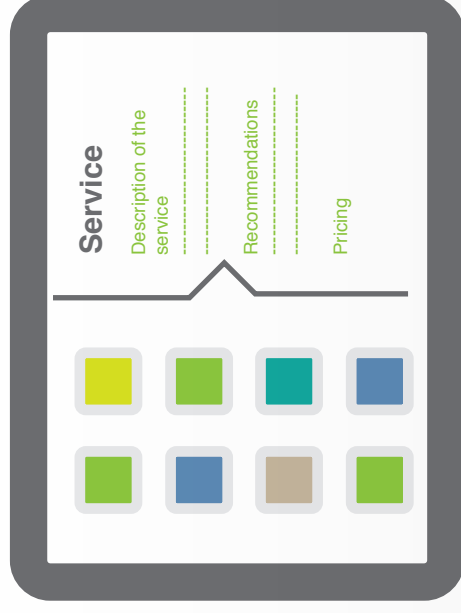 Service
Description of the
service
Recommendations
Pricing